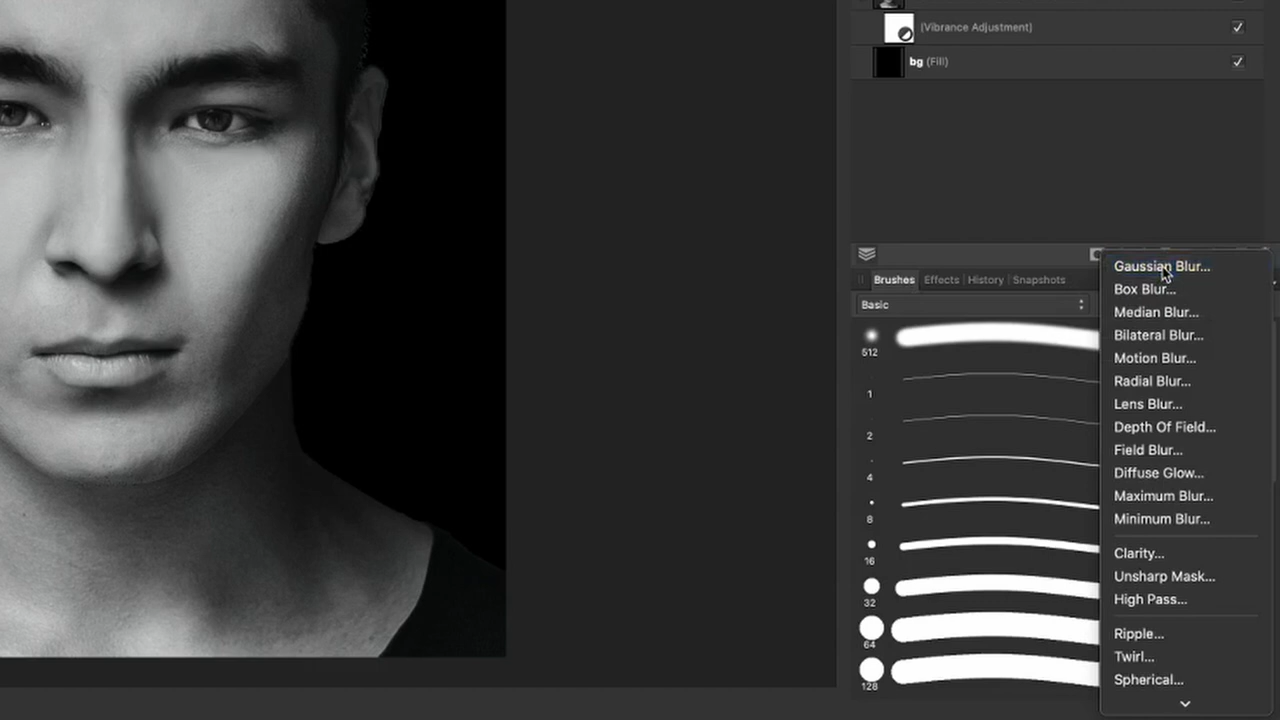 (Vibrance Adjustment)
bg (Fill)
Brushes
Effects
History
Snapshots
Basic
512
1
2
4
8
16
32
64
128
Gaussian Blur...
Box Blur...
Median Blur...
Bilateral Blur...
Motion Blur...
Radial Blur...
Lens Blur...
Depth Of Field...
Field Blur...
Diffuse Glow...
Maximum Blur...
Minimum Blur...
Clarity...
Unsharp Mask...
High Pass...
Ripple...
Twirl...
Spherical...